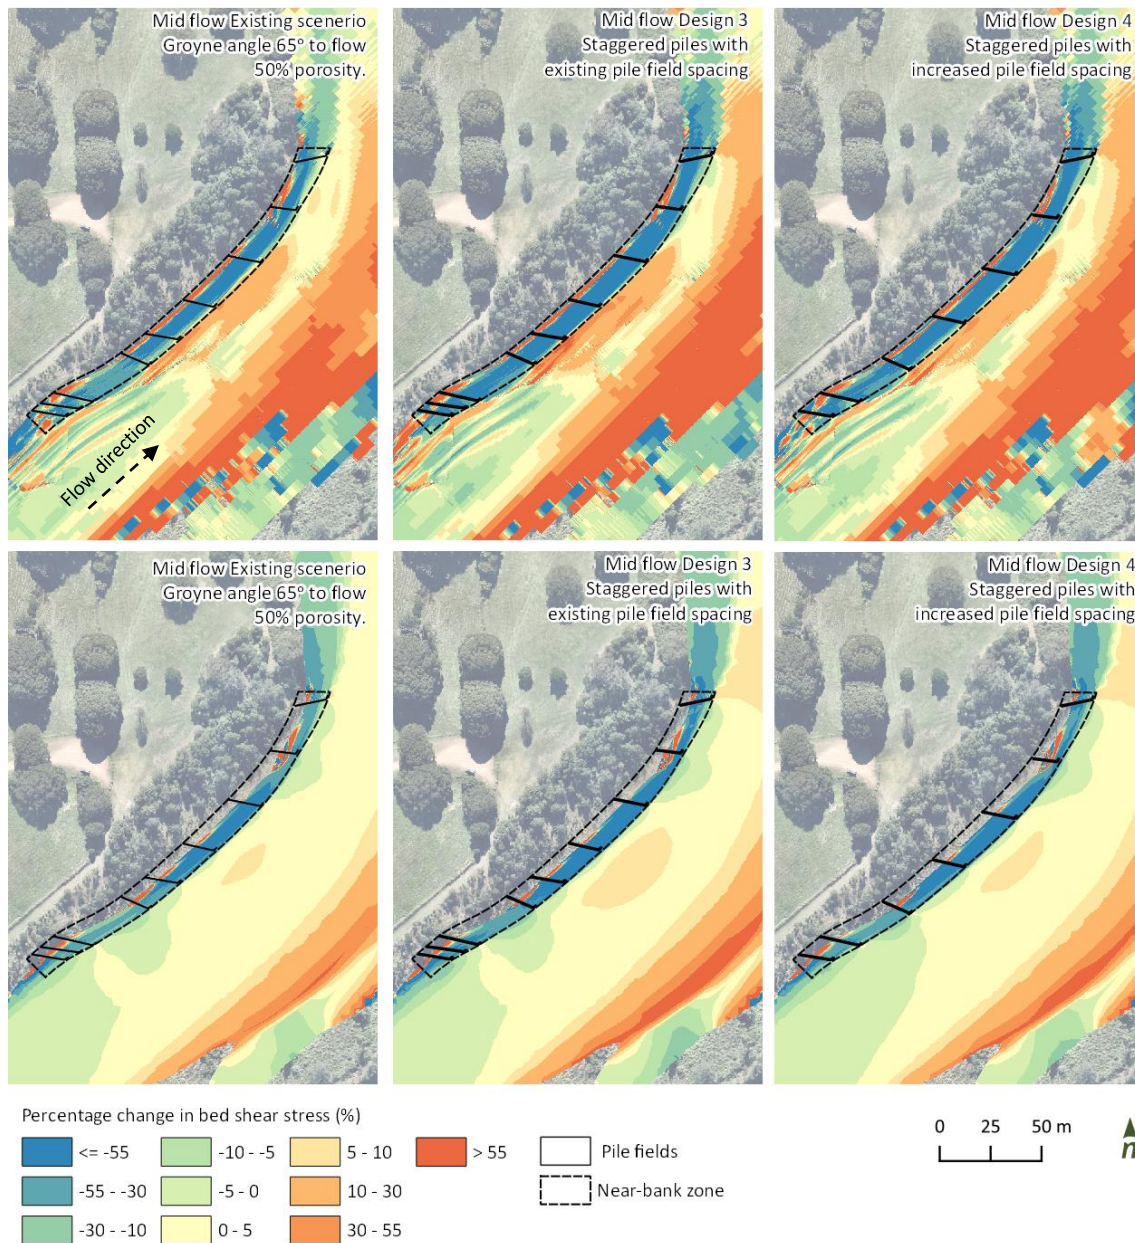 Mid flow Existing scenerio
Groyne angle 65° to flow
50% porosity.
Mid flow Design 3
Staggered piles with
existing pile field spacing
Mid flow Design 4
Staggered piles with
increased pile field spacing
Flow direction
Mid flow Existing scenerio
Groyne angle 65° to flow
50% porosity.
Mid flow Design 3
Staggered piles with
existing pile field spacing
Mid flow Design 4
Staggered piles with
increased pile field spacing
Percentage change in bed shear stress (%)
<= -55
-10 - -5
5 - 10
> 55
Pile fields
-55 - -30
-5 - 0
10 - 30
Near-bank zone
-30 - -10
0 - 5
30 - 55
0 25 50 m
n